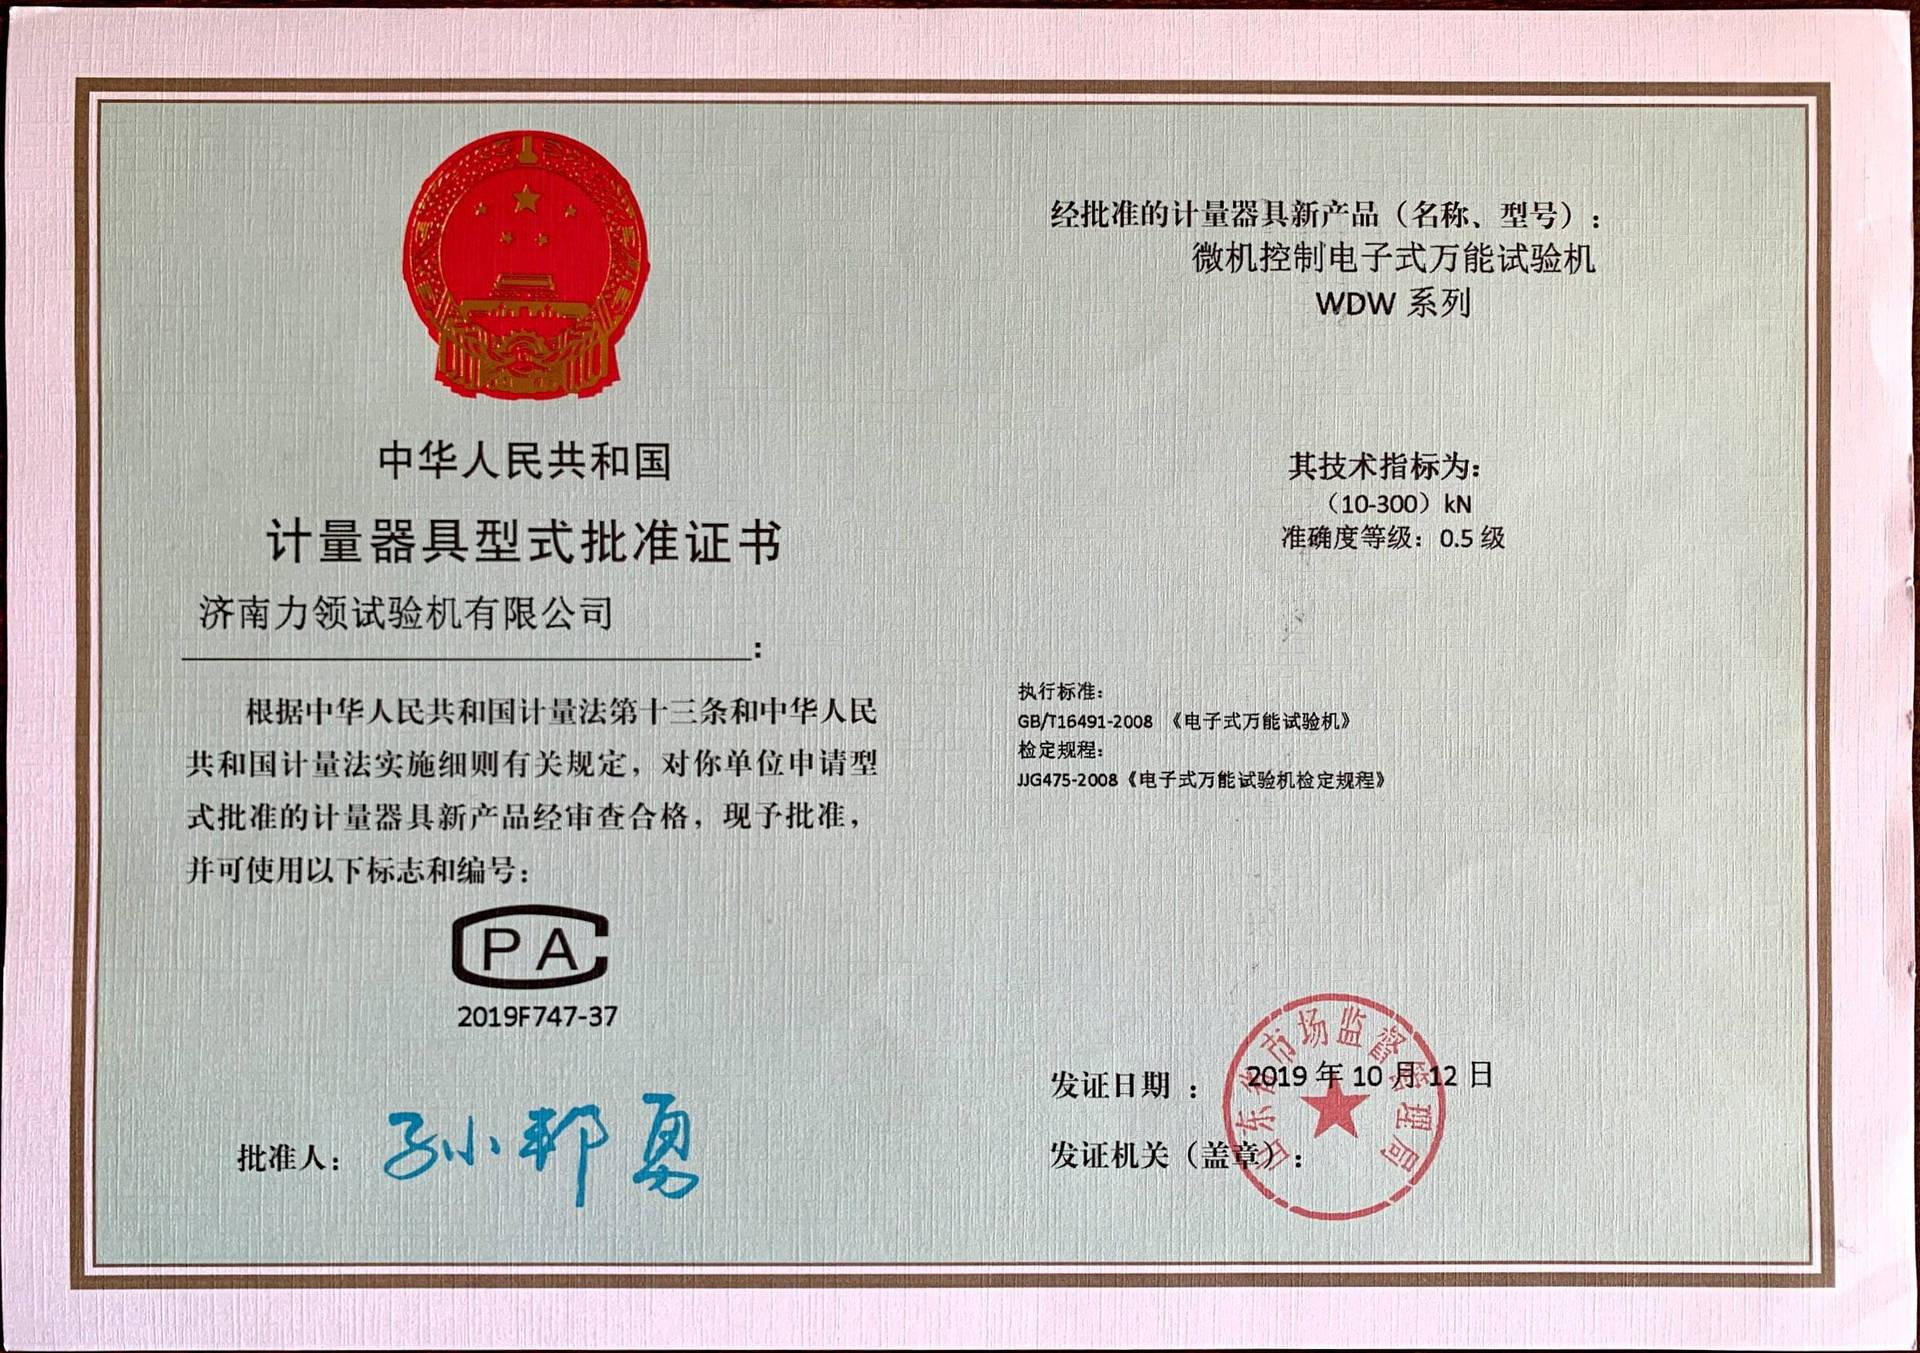 中华人民共和国
计量器具型式批准证书
济南力领试验机有限公司
：
根据中华人民共和国计量法第十三条和中华人民
共和国计量法实施细则有关规定，对你单位申请型
式批准的计量器具新产品经审查合格，现予批准，
并可使用以下标志和编号：
CPA
2019F747-37
批准人：
经批准的计量器具新产品（名称、型号）：
微机控制电子式万能试验机
WDW 系列
其技术指标为：
（10-300）kN
准确度等级：0.5 级
执行标准：
GB/T16491-2008 《电子式万能试验机》
检定规程：
JJG475-2008《电子式万能试验机检定规程》
发证日期 ： 2019 年 10 月 12 日
发证机关（盖章）：
山东省市场监督管理局